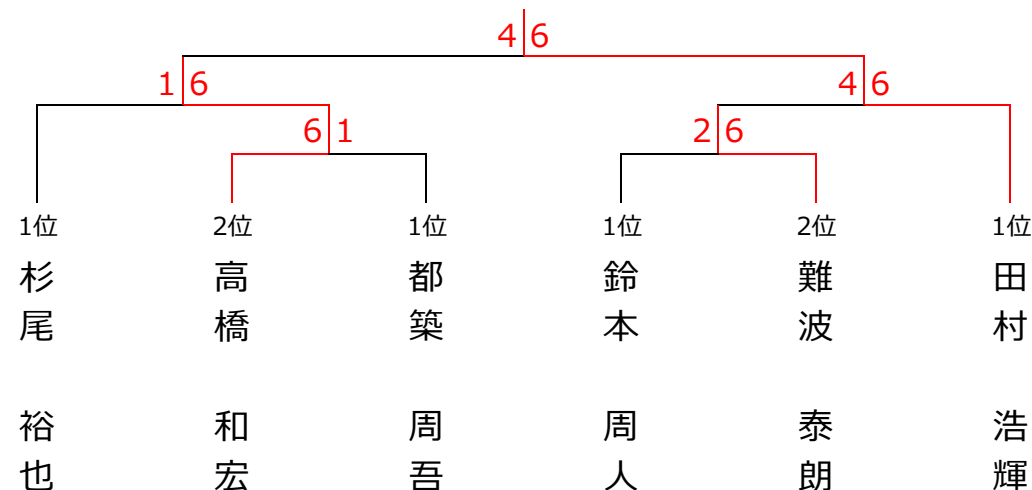 4 6
1 6
4 6
6 1
2 6
1位
2位
1位
1位
2位
1位
杉尾 裕也
高橋 和宏
都築 周吾
鈴本 周人
難波 泰朗
田村 浩輝